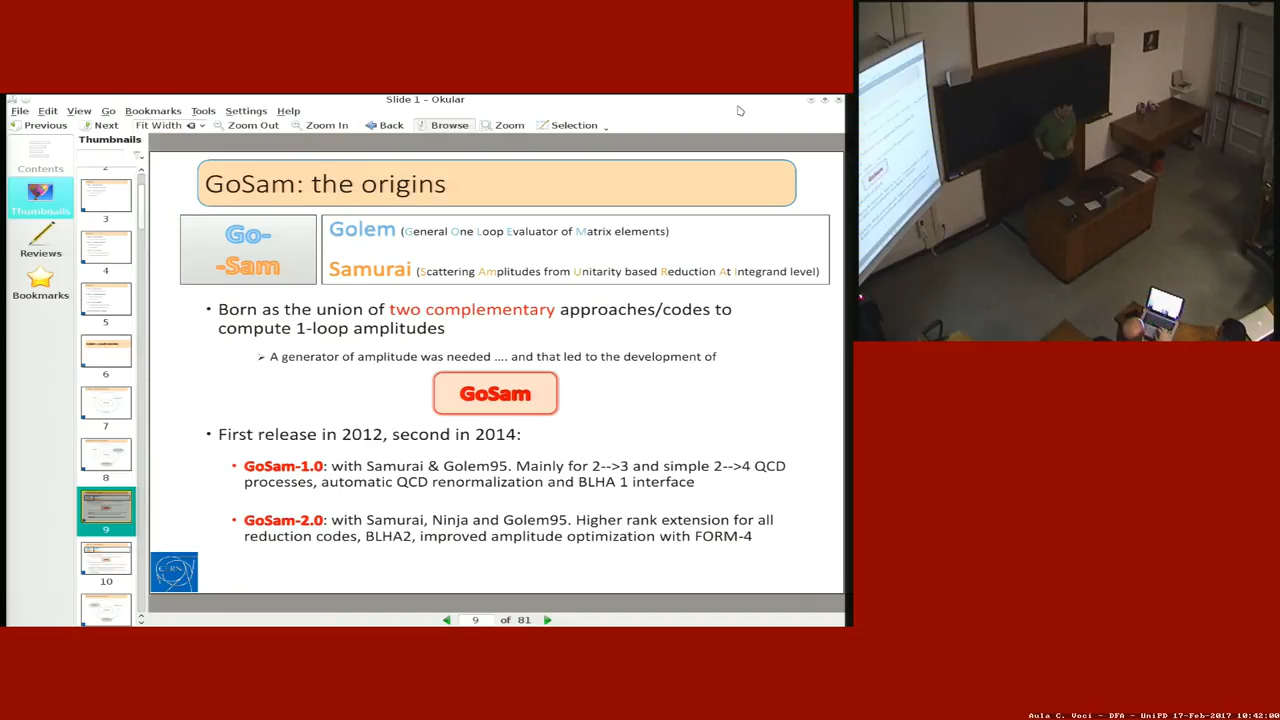 Slide 1 - Okular
File Edit View Go Bookmarks Tools Settings Help
Previous Next Fit Width Zoom Out Zoom In Back Browse Zoom Selection
Contents
Thumbnails
Reviews
Bookmarks
Thumbnails
2
3
4
5
6
7
8
9
10
GoSam: the origins
Go-
-Sam
Golem (General One Loop Evaluator of Matrix elements)
Samurai (Scattering Amplitudes from Unitarity based Reduction At Integrand level)
• Born as the union of two complementary approaches/codes to
compute 1-loop amplitudes
➢ A generator of amplitude was needed .... and that led to the development of
GoSam
• First release in 2012, second in 2014:
• GoSam-1.0: with Samurai & Golem95. Mainly for 2-->3 and simple 2-->4 QCD
processes, automatic QCD renormalization and BLHA 1 interface
• GoSam-2.0: with Samurai, Ninja and Golem95. Higher rank extension for all
reduction codes, BLHA2, improved amplitude optimization with FORM-4
CERN
9 of 81
GoSam
Aula C. Voci - DFA - UniPD 17-Feb-2017 10:42:00